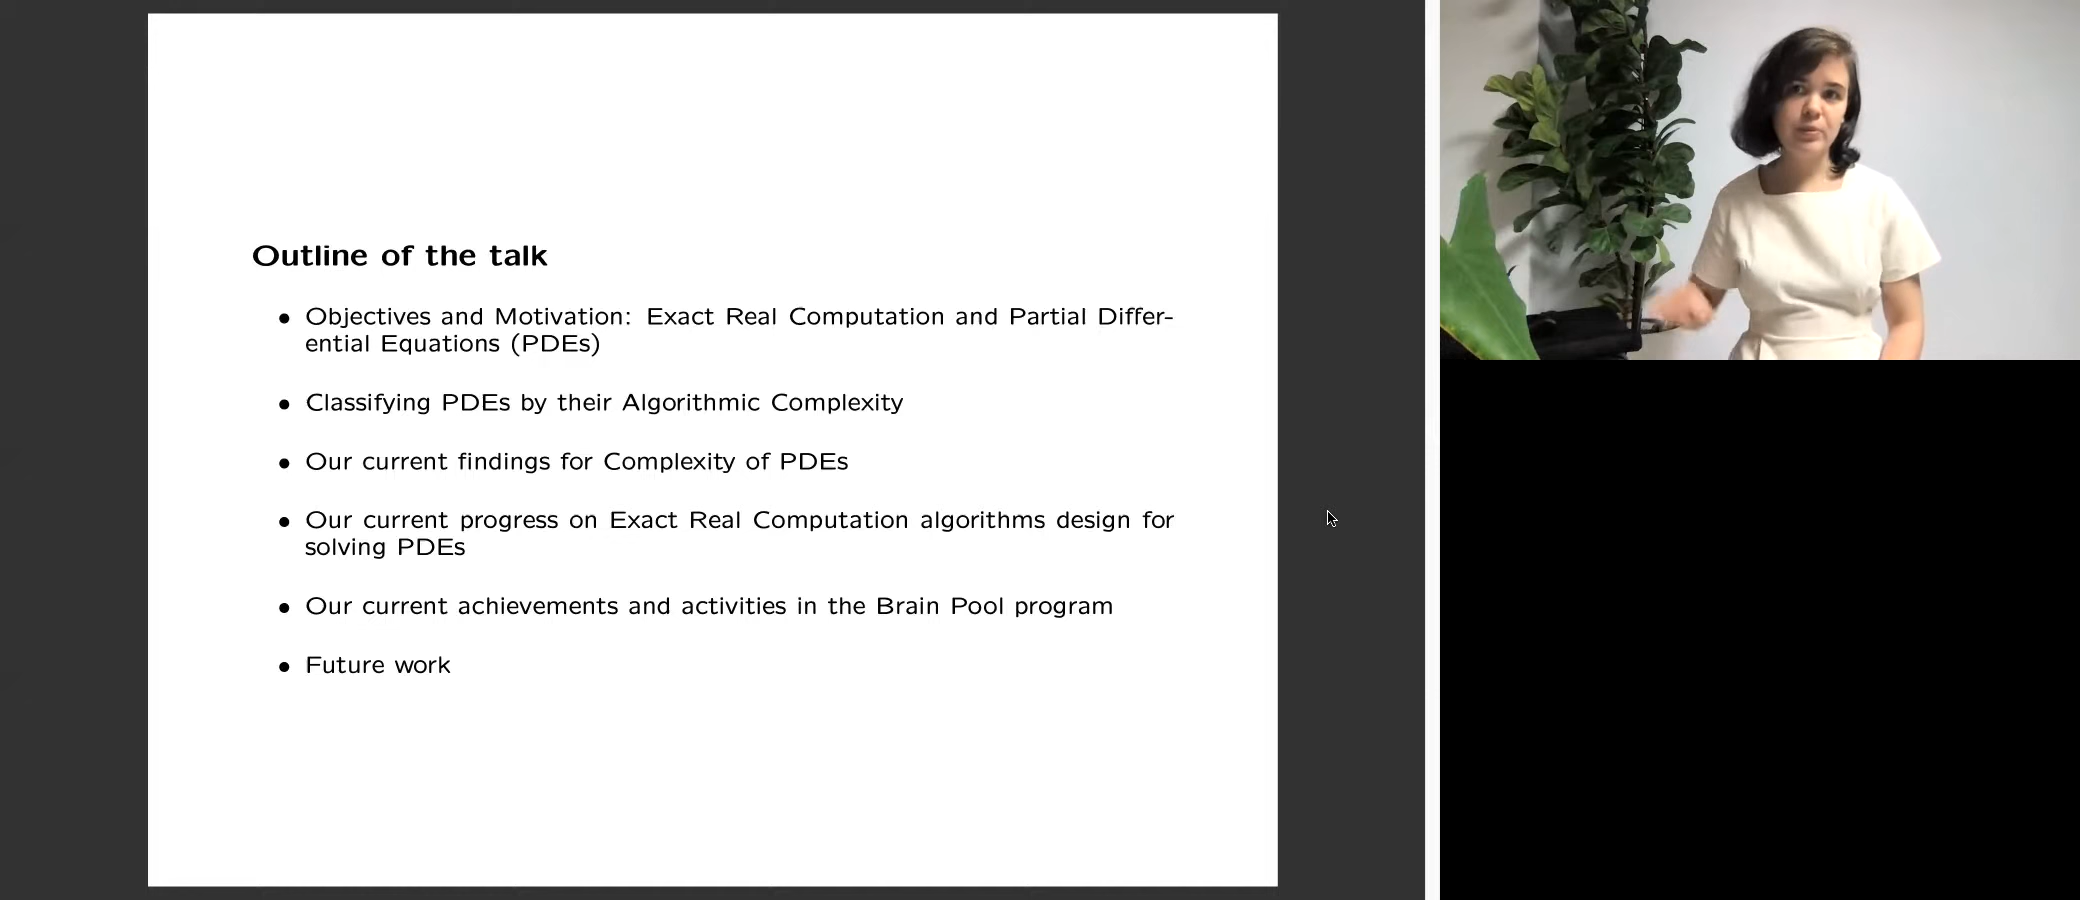 Outline of the talk
• Objectives and Motivation: Exact Real Computation and Partial Differ-
ential Equations (PDEs)
• Classifying PDEs by their Algorithmic Complexity
• Our current findings for Complexity of PDEs
• Our current progress on Exact Real Computation algorithms design for
solving PDEs
• Our current achievements and activities in the Brain Pool program
• Future work